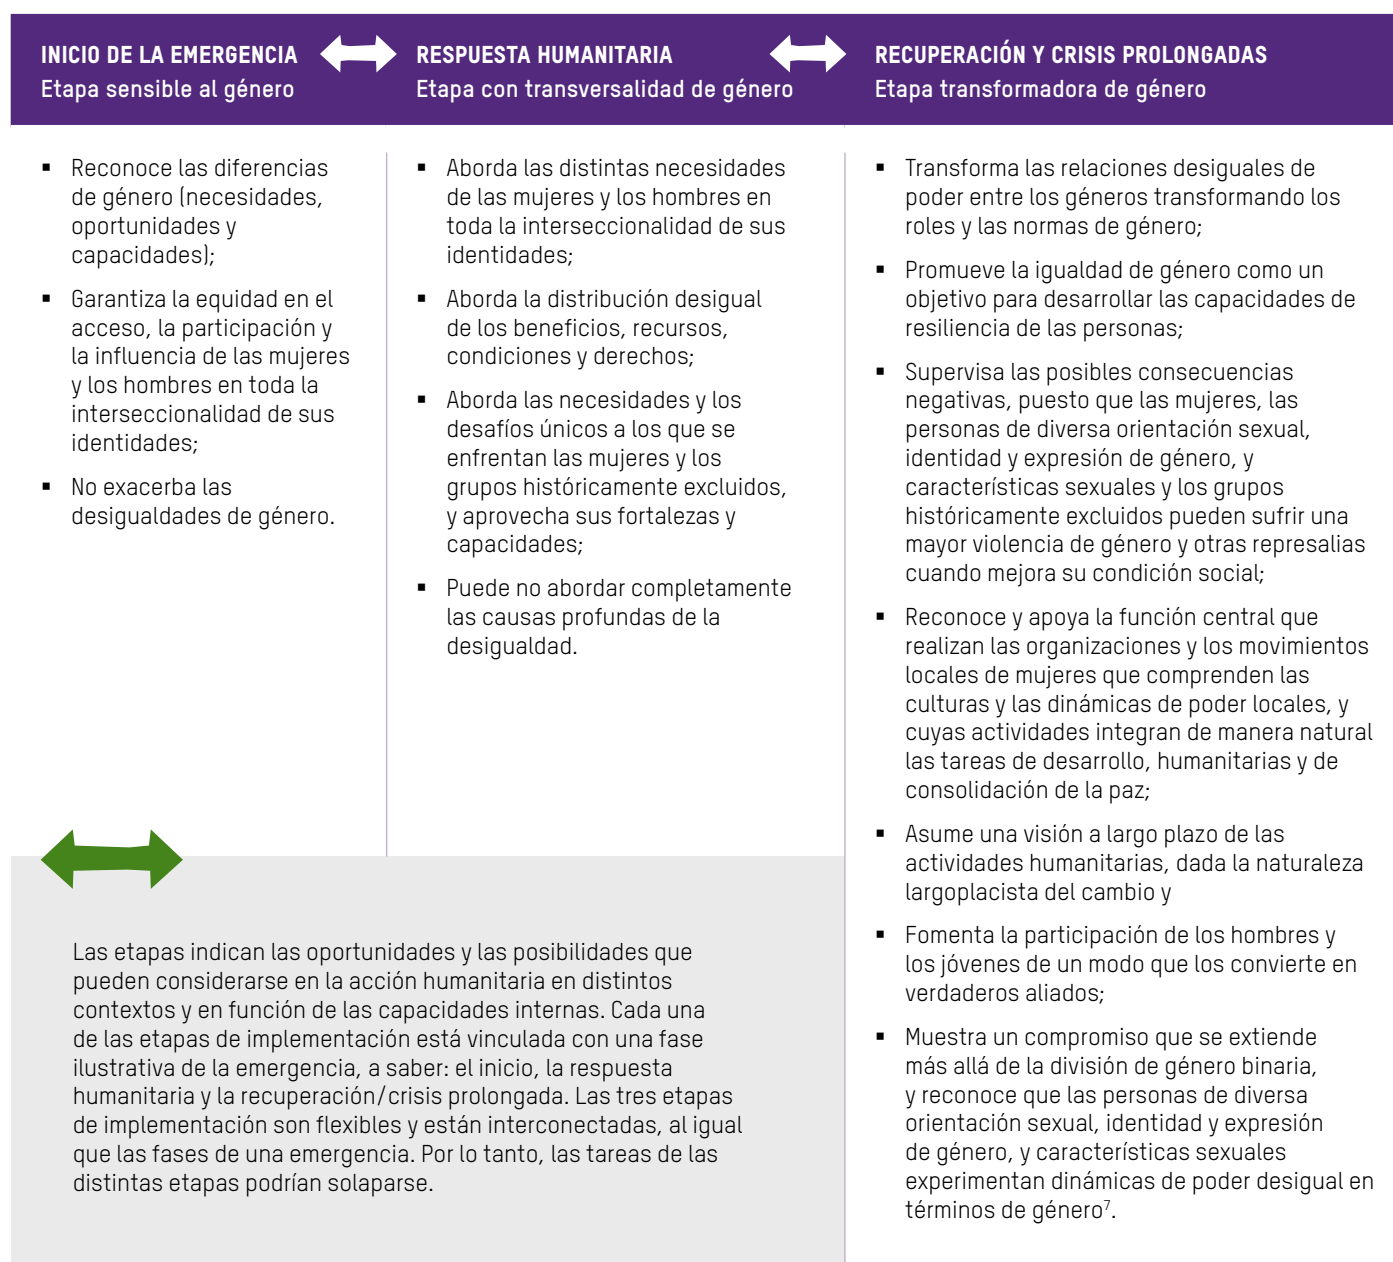 INICIO DE LA EMERGENCIA
Etapa sensible al género
RESPUESTA HUMANITARIA
Etapa con transversalidad de género
RECUPERACIÓN Y CRISIS PROLONGADAS
Etapa transformadora de género
▪ Reconoce las diferencias
de género (necesidades,
oportunidades y
capacidades);
▪ Garantiza la equidad en el
acceso, la participación y
la influencia de las mujeres
y los hombres en toda la
interseccionalidad de sus
identidades;
▪ No exacerba las
desigualdades de género.
▪ Aborda las distintas necesidades
de las mujeres y los hombres en
toda la interseccionalidad de sus
identidades;
▪ Aborda la distribución desigual
de los beneficios, recursos,
condiciones y derechos;
▪ Aborda las necesidades y los
desafíos únicos a los que se
enfrentan las mujeres y los
grupos históricamente excluidos,
y aprovecha sus fortalezas y
capacidades;
▪ Puede no abordar completamente
las causas profundas de la
desigualdad.
▪ Transforma las relaciones desiguales de
poder entre los géneros transformando los
roles y las normas de género;
▪ Promueve la igualdad de género como un
objetivo para desarrollar las capacidades de
resiliencia de las personas;
▪ Supervisa las posibles consecuencias
negativas, puesto que las mujeres, las
personas de diversa orientación sexual,
identidad y expresión de género, y
características sexuales y los grupos
históricamente excluidos pueden sufrir una
mayor violencia de género y otras represalias
cuando mejora su condición social;
▪ Reconoce y apoya la función central que
realizan las organizaciones y los movimientos
locales de mujeres que comprenden las
culturas y las dinámicas de poder locales, y
cuyas actividades integran de manera natural
las tareas de desarrollo, humanitarias y de
consolidación de la paz;
▪ Asume una visión a largo plazo de las
actividades humanitarias, dada la naturaleza
largoplacista del cambio y
▪ Fomenta la participación de los hombres y
los jóvenes de un modo que los convierte en
verdaderos aliados;
▪ Muestra un compromiso que se extiende
más allá de la división de género binaria,
y reconoce que las personas de diversa
orientación sexual, identidad y expresión
de género, y características sexuales
experimentan dinámicas de poder desigual en
términos de género⁷.
Las etapas indican las oportunidades y las posibilidades que
pueden considerarse en la acción humanitaria en distintos
contextos y en función de las capacidades internas. Cada una
de las etapas de implementación está vinculada con una fase
ilustrativa de la emergencia, a saber: el inicio, la respuesta
humanitaria y la recuperación/crisis prolongada. Las tres etapas
de implementación son flexibles y están interconectadas, al igual
que las fases de una emergencia. Por lo tanto, las tareas de las
distintas etapas podrían solaparse.